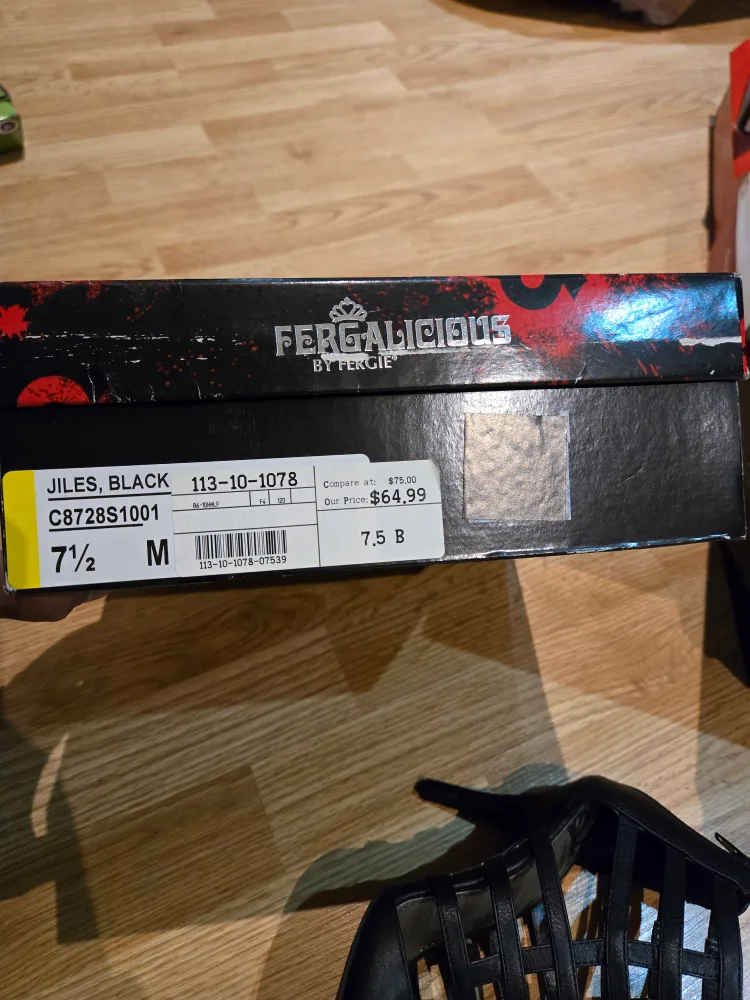 FERGALICIOUS
BY FERGIE®
JILES, BLACK
C8728S1001
7½ M
113-10-1078
F4
113-10-1078-07539
Compare at: $75.00
Our Price: $64.99
7.5 B